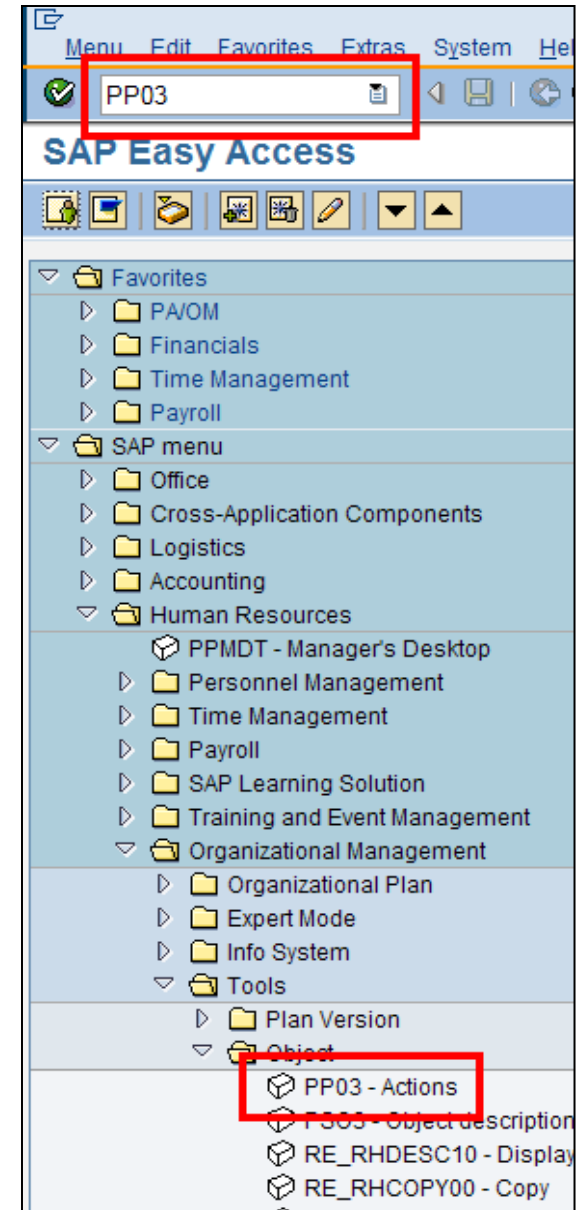 Menu Edit Favorites Extras System Hel
PP03
SAP Easy Access
Favorites
PA/OM
Financials
Time Management
Payroll
SAP menu
Office
Cross-Application Components
Logistics
Accounting
Human Resources
PPMDT - Manager's Desktop
Personnel Management
Time Management
Payroll
SAP Learning Solution
Training and Event Management
Organizational Management
Organizational Plan
Expert Mode
Info System
Tools
Plan Version
Object
PP03 - Actions
- Object description
RE_RHDESC10 - Display
RE_RHCOPY00 - Copy